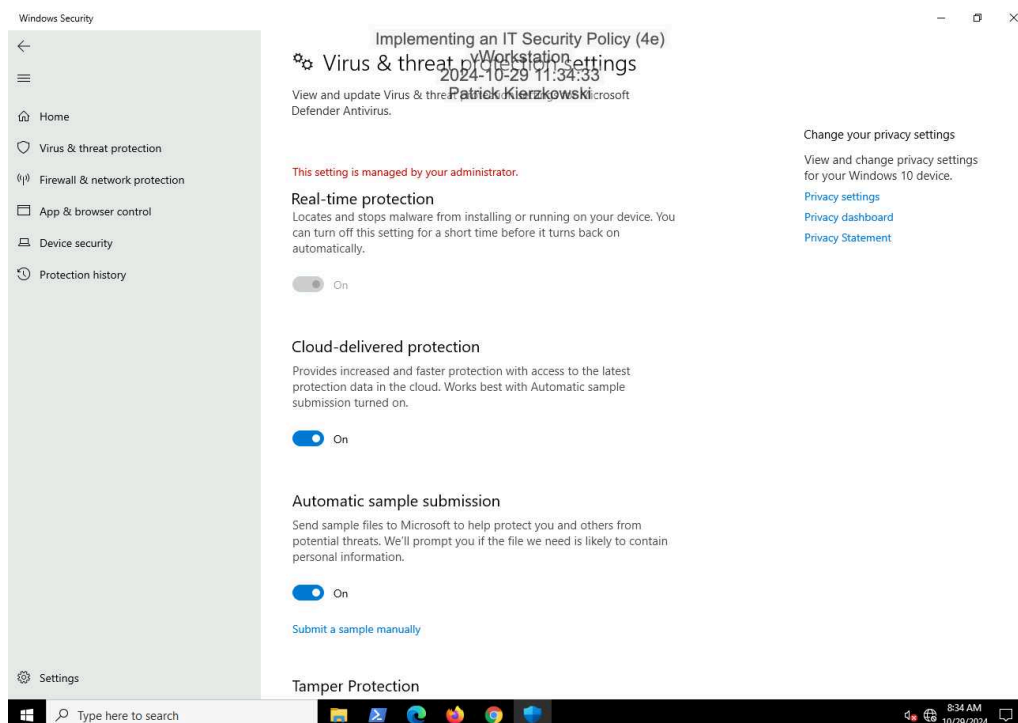 Windows Security
Implementing an IT Security Policy (4e)
vWorkstation
2024-10-29 11:34:33
Patrick Kierzkowski
Home
Virus & threat protection
Firewall & network protection
App & browser control
Device security
Protection history
Settings
Virus & threat protection settings
View and update Virus & threat protection settings for Microsoft
Defender Antivirus.
This setting is managed by your administrator.
Real-time protection
Locates and stops malware from installing or running on your device. You
can turn off this setting for a short time before it turns back on
automatically.
On
Cloud-delivered protection
Provides increased and faster protection with access to the latest
protection data in the cloud. Works best with Automatic sample
submission turned on.
On
Automatic sample submission
Send sample files to Microsoft to help protect you and others from
potential threats. We'll prompt you if the file we need is likely to contain
personal information.
On
Submit a sample manually
Tamper Protection
Change your privacy settings
View and change privacy settings
for your Windows 10 device.
Privacy settings
Privacy dashboard
Privacy Statement
Type here to search
8:34 AM
10/29/2024